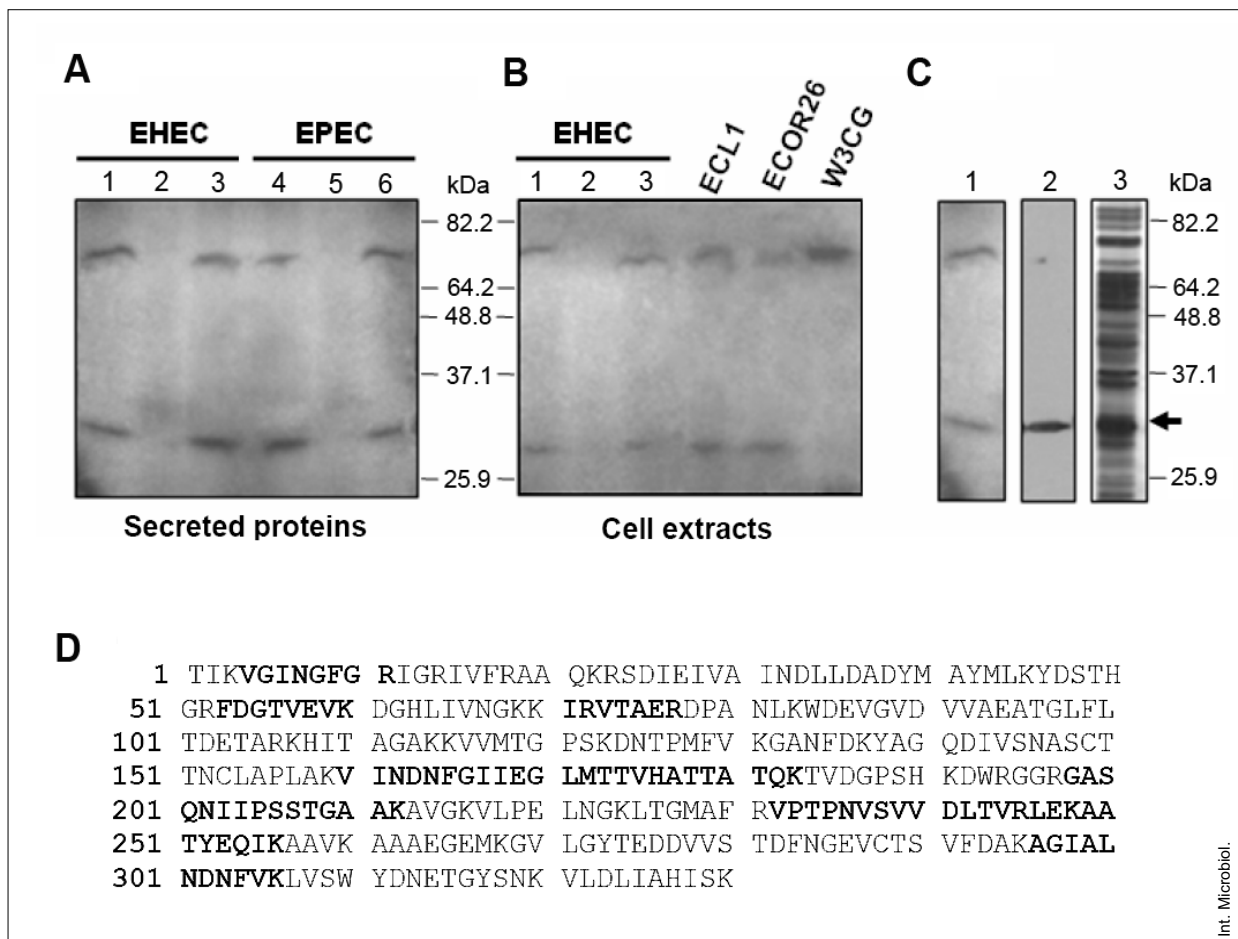 A
B
C
EHEC EPEC
EHEC ECL1 ECOR26 W3CG
1 2 3 4 5 6 kDa
1 2 3
1 2 3 kDa
82.2
64.2
48.8
37.1
25.9
82.2
64.2
48.8
37.1
25.9
Secreted proteins
Cell extracts
D
1 TIKVGINGFG RIGRIVFRAA QKRSDIEIVA INDLLDADYM AYMLKYDSTH
51 GRFDGTVEVK DGHLIVNGKK IRVTAERDPA NLKWDEVGVD VVAEATGLFL
101 TDETARKHIT AGAKKVVMTG PSKDNTPMFV KGANFDKYAG QDIVSNASCT
151 TNCLAPLAKV INDNFGIIEG LMTTVHATTA TQKTVDGPSH KDWRGGRGAS
201 QNIIPSSTGA AKAVGKVLPE LNGKLTGMAF RVPTPNVSVV DLTVRLEKAA
251 TYEQIKAAVK AAAEGEMKGV LGYTEDDVVS TDFNGEVCTS VFDAKAGIAL
301 NDNFVKLVSW YDNETGYSNK VLDLIAHISK
Int. Microbiol.